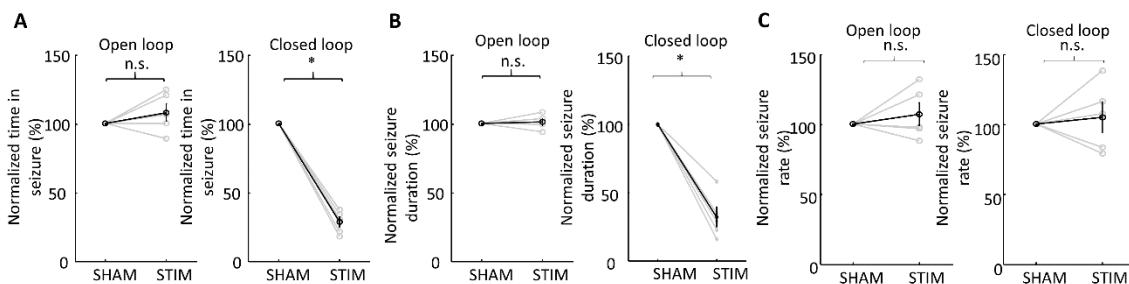 A
Open loop
n.s.
Normalized time in
seizure (%)
150
100
50
0
SHAM
STIM
Closed loop
*
Normalized time in
seizure (%)
150
100
50
0
SHAM
STIM
B
Open loop
n.s.
Normalized seizure
duration (%)
150
100
50
0
SHAM
STIM
Closed loop
*
Normalized seizure
duration (%)
150
100
50
0
SHAM
STIM
C
Open loop
n.s.
Normalized seizure
rate (%)
150
100
50
0
SHAM
STIM
Closed loop
n.s.
Normalized seizure
rate (%)
150
100
50
0
SHAM
STIM